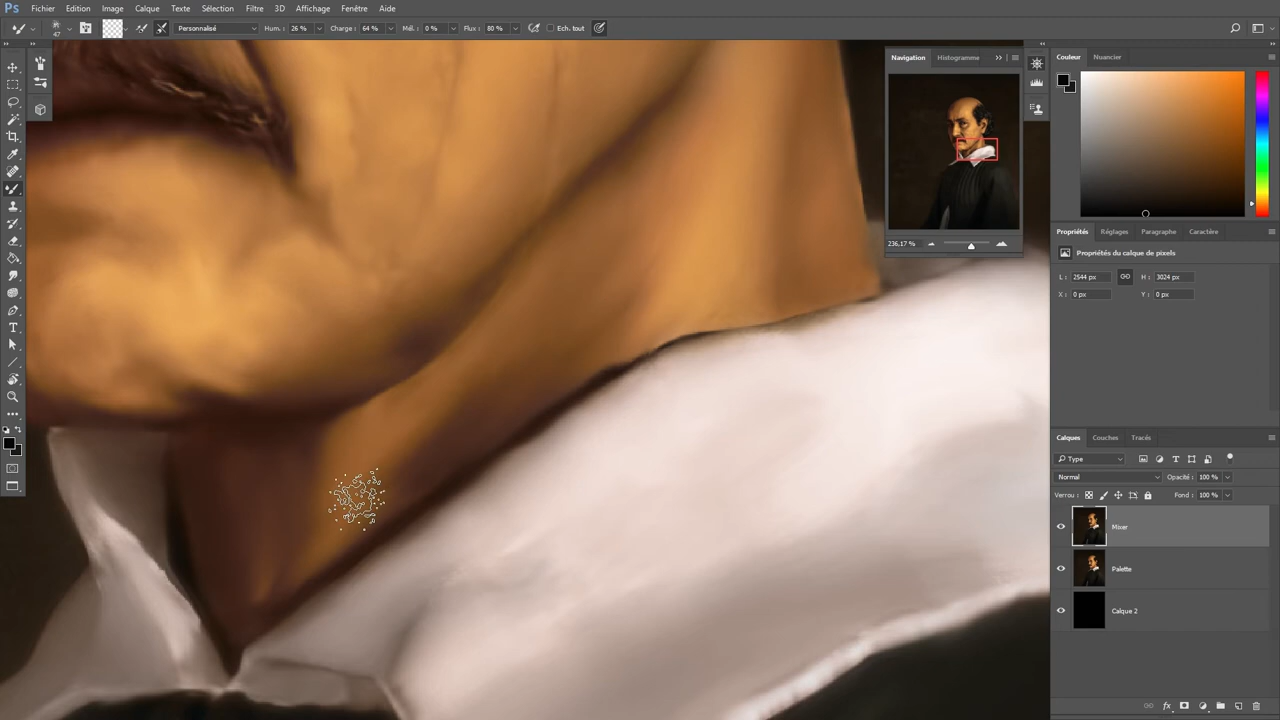 Ps Fichier Edition Image Calque Texte Sélection Filtre 3D Affichage Fenêtre Aide
47 Personnalisé Hum. : 26 % Charge : 64 % Mél. : 0 % Flux : 80 % Ech. tout
Navigation Histogramme
236,17 %
Couleur Nuancier
Propriétés Réglages Paragraphe Caractère
Propriétés du calque de pixels
L : 2544 px H : 3024 px
X : 0 px Y : 0 px
Calques Couches Tracés
Type
Normal Opacité : 100 %
Verrou : Fond : 100 %
Mixer
Palette
Calque 2